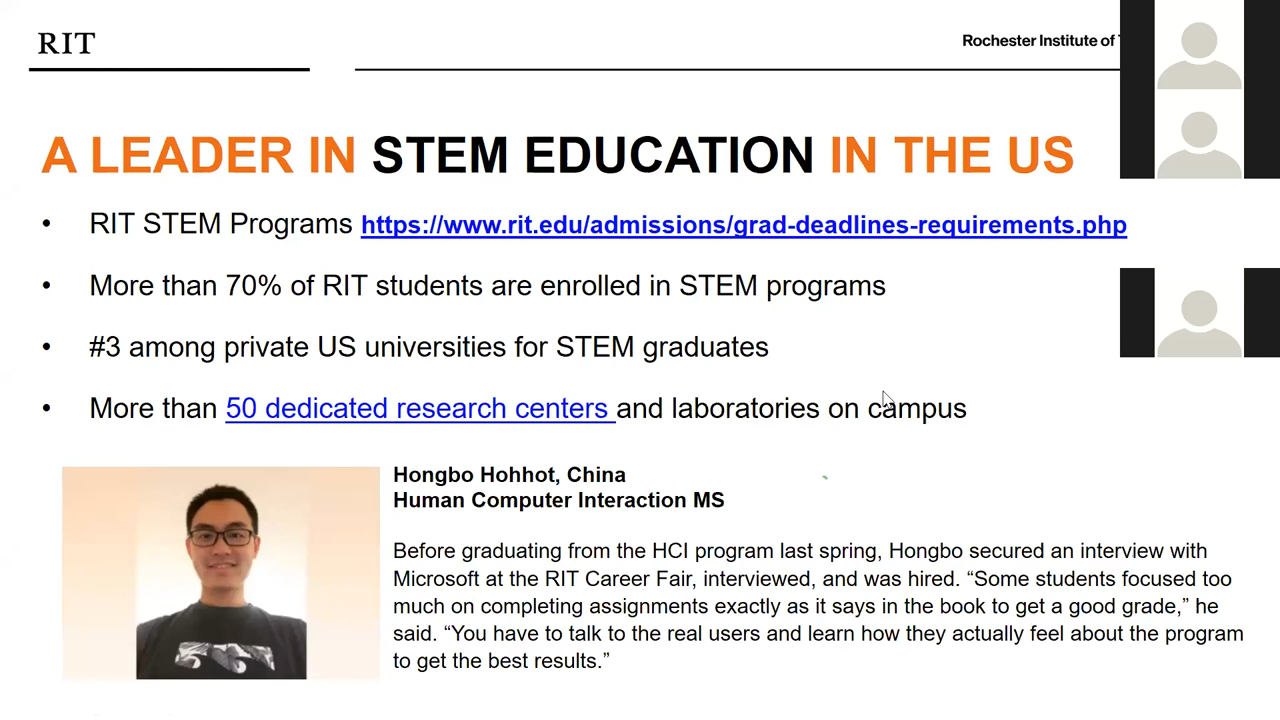 RIT
Rochester Institute of
A LEADER IN STEM EDUCATION IN THE US
• RIT STEM Programs https://www.rit.edu/admissions/grad-deadlines-requirements.php
• More than 70% of RIT students are enrolled in STEM programs
• #3 among private US universities for STEM graduates
• More than 50 dedicated research centers and laboratories on campus
Hongbo Hohhot, China
Human Computer Interaction MS
Before graduating from the HCI program last spring, Hongbo secured an interview with
Microsoft at the RIT Career Fair, interviewed, and was hired. “Some students focused too
much on completing assignments exactly as it says in the book to get a good grade,” he
said. “You have to talk to the real users and learn how they actually feel about the program
to get the best results.”